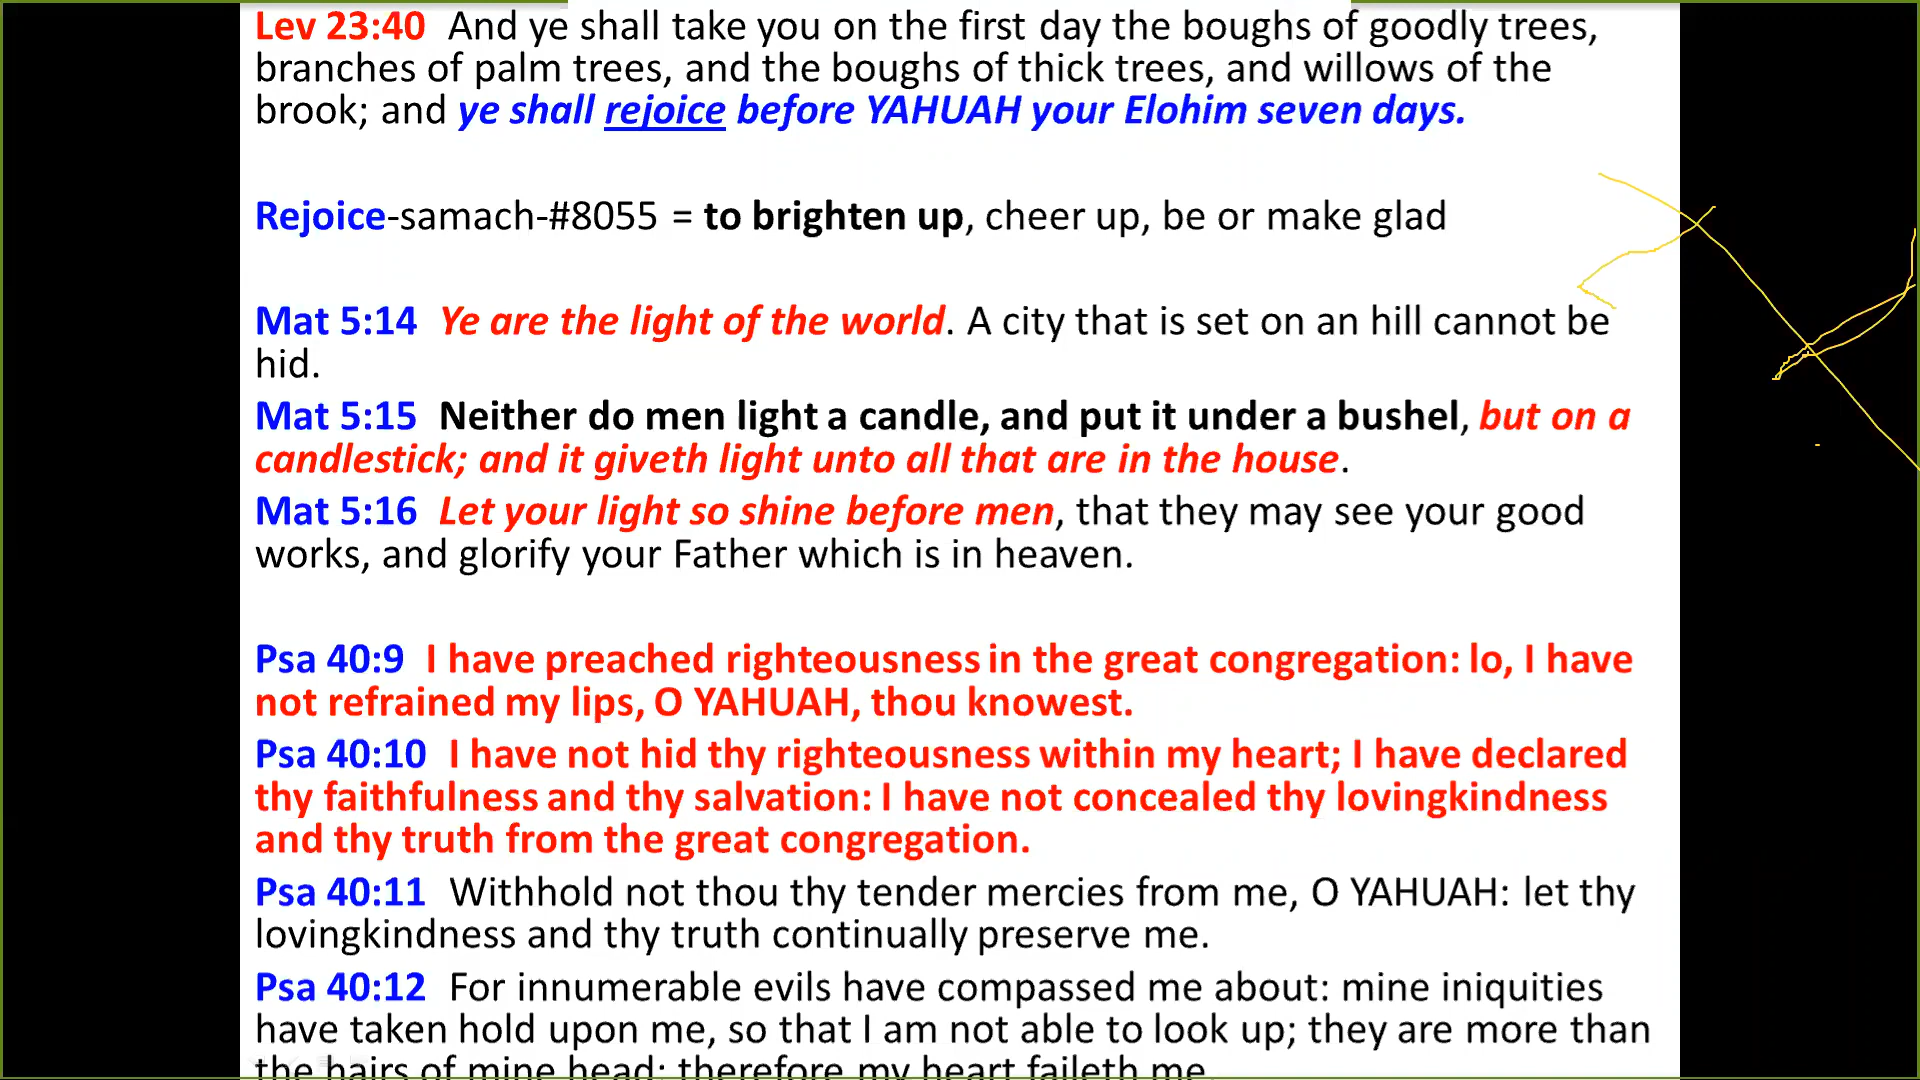 Lev 23:40 And ye shall take you on the first day the boughs of goodly trees,
branches of palm trees, and the boughs of thick trees, and willows of the
brook; and ye shall rejoice before YAHUAH your Elohim seven days.
Rejoice-samach-#8055 = to brighten up, cheer up, be or make glad
Mat 5:14 Ye are the light of the world. A city that is set on an hill cannot be
hid.
Mat 5:15 Neither do men light a candle, and put it under a bushel, but on a
candlestick; and it giveth light unto all that are in the house.
Mat 5:16 Let your light so shine before men, that they may see your good
works, and glorify your Father which is in heaven.
Psa 40:9 I have preached righteousness in the great congregation: lo, I have
not refrained my lips, O YAHUAH, thou knowest.
Psa 40:10 I have not hid thy righteousness within my heart; I have declared
thy faithfulness and thy salvation: I have not concealed thy lovingkindness
and thy truth from the great congregation.
Psa 40:11 Withhold not thou thy tender mercies from me, O YAHUAH: let thy
lovingkindness and thy truth continually preserve me.
Psa 40:12 For innumerable evils have compassed me about: mine iniquities
have taken hold upon me, so that I am not able to look up; they are more than
the hairs of mine head: therefore my heart faileth me.